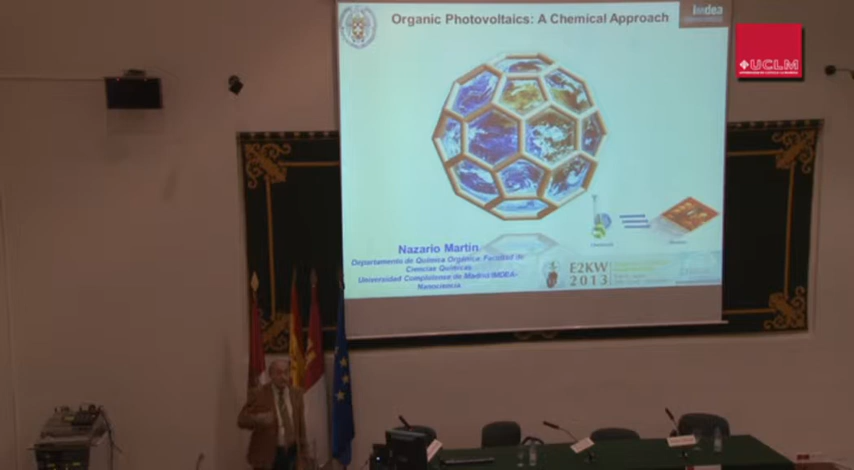 Organic Photovoltaics: A Chemical Approach
imdea
UCLM
Nazario Martín
Departamento de Química Orgánica. Facultad de
Ciencias Químicas
Universidad Complutense de Madrid/IMDEA-
Nanociencia
E2KW
2013